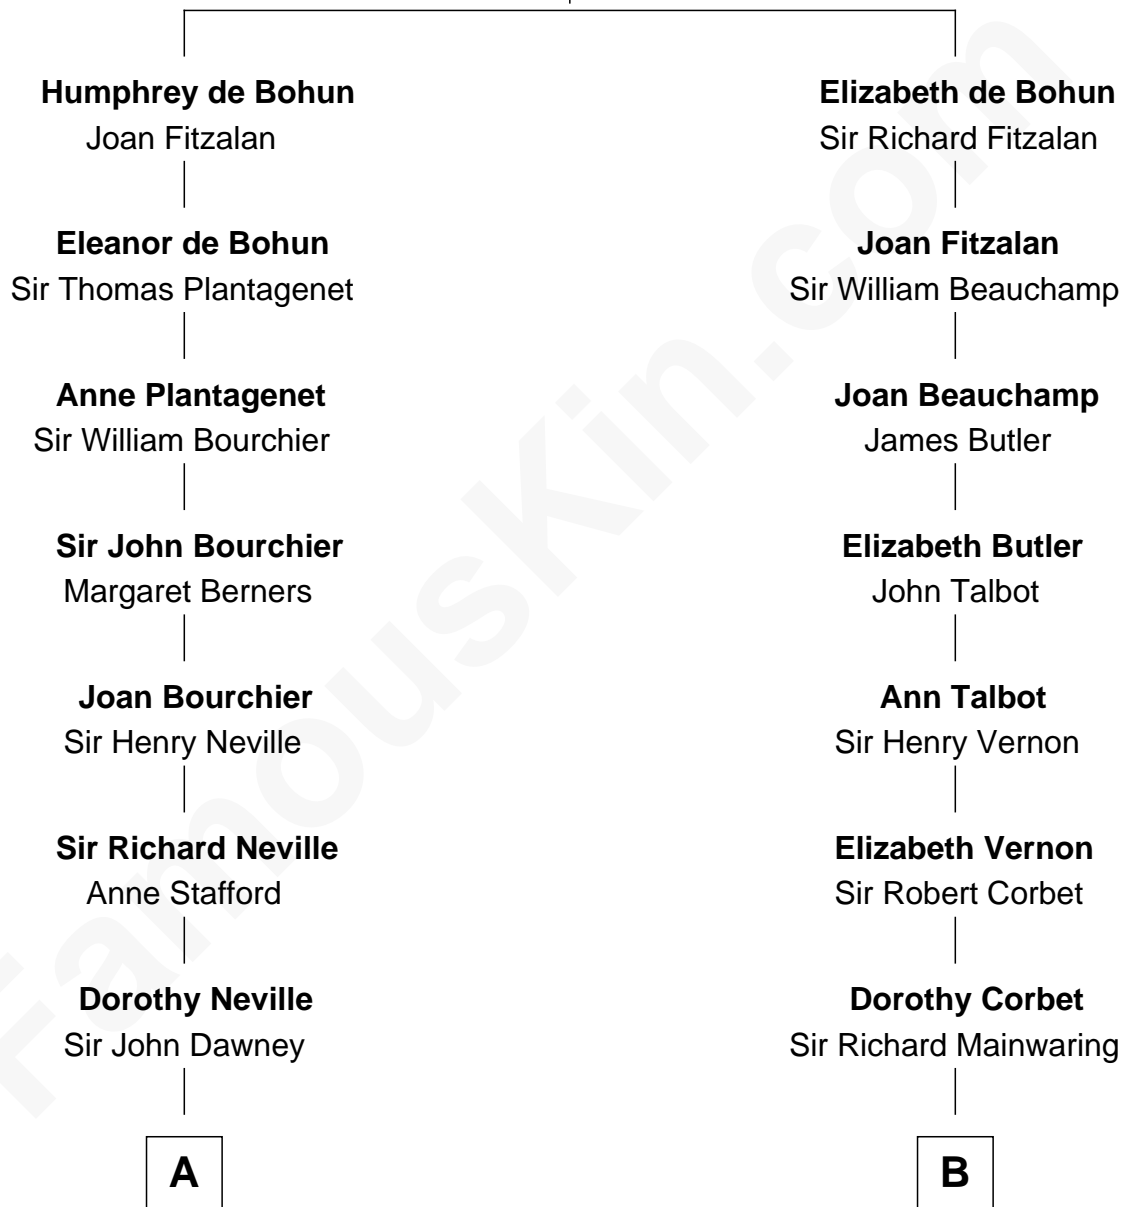 Humphrey de Bohun
Joan Fitzalan
Eleanor de Bohun
Sir Thomas Plantagenet
Anne Plantagenet
Sir William Bourchier
Sir John Bourchier
Margaret Berners
Joan Bourchier
Sir Henry Neville
Sir Richard Neville
Anne Stafford
Dorothy Neville
Sir John Dawney
A
Elizabeth de Bohun
Sir Richard Fitzalan
Joan Fitzalan
Sir William Beauchamp
Joan Beauchamp
James Butler
Elizabeth Butler
John Talbot
Ann Talbot
Sir Henry Vernon
Elizabeth Vernon
Sir Robert Corbet
Dorothy Corbet
Sir Richard Mainwaring
B
FamousKin.com